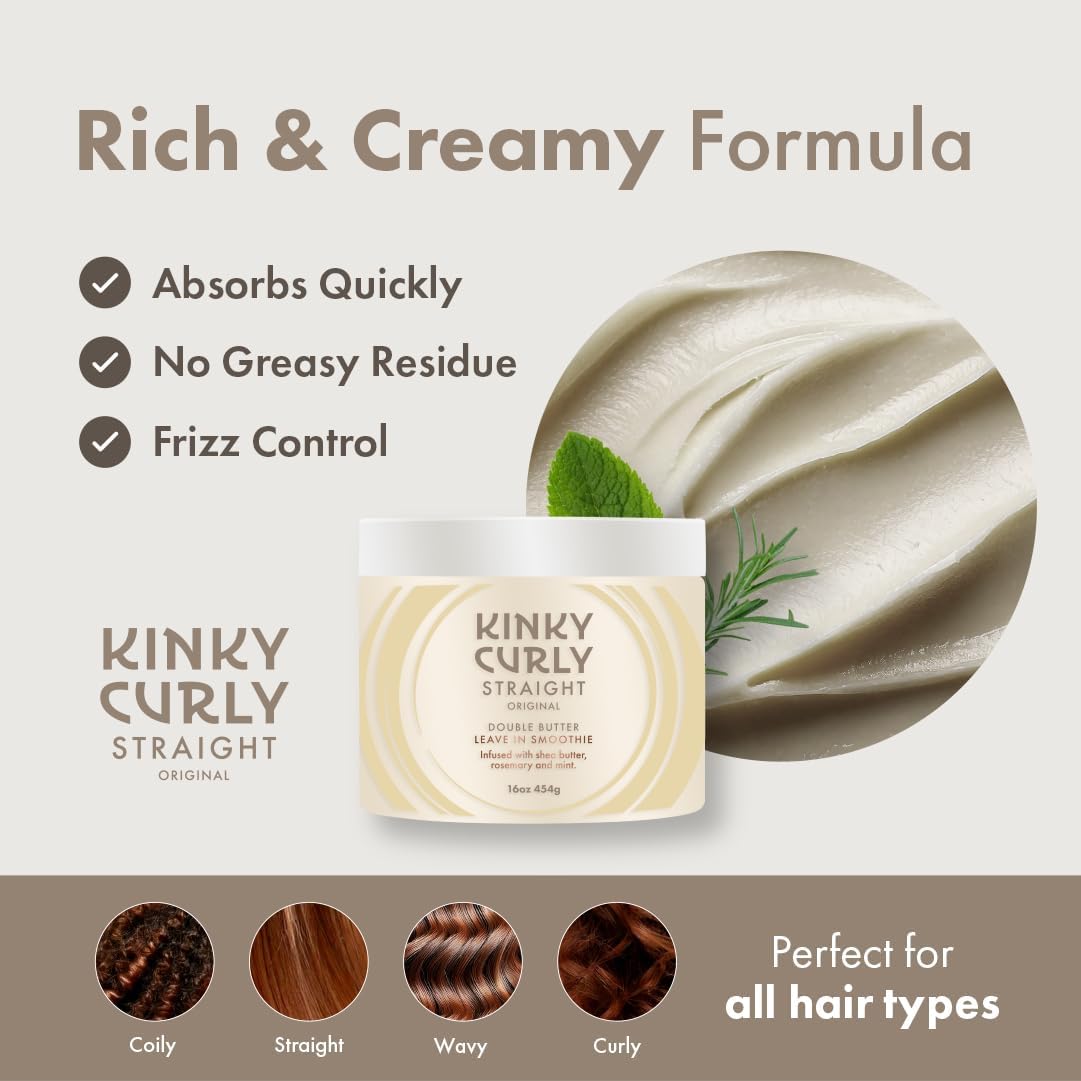 Rich & Creamy Formula
Absorbs Quickly
No Greasy Residue
Frizz Control
KINKY
CURLY
STRAIGHT
ORIGINAL
KINKY
CURLY
STRAIGHT
ORIGINAL
DOUBLE BUTTER
LEAVE IN SMOOTHIE
Infused with shea butter,
rosemary and mint.
16oz 454g
Coily
Straight
Wavy
Curly
Perfect for
all hair types